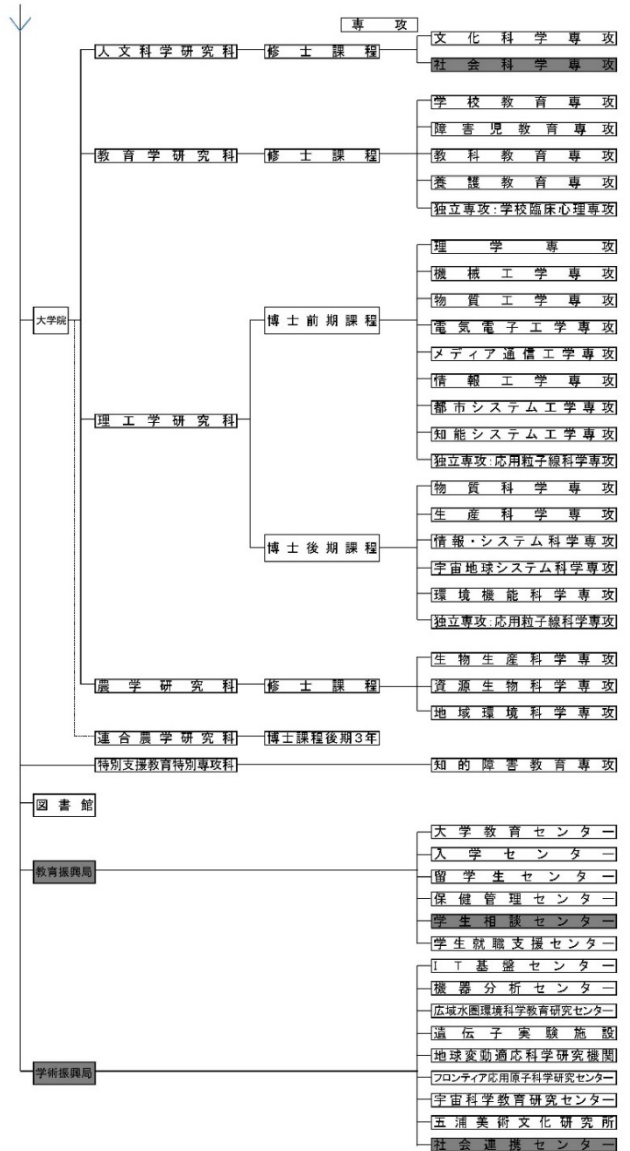 専攻
人文科学研究科
修士課程
文化科学専攻
社会科学専攻
教育学研究科
修士課程
学校教育専攻
障害児教育専攻
教科教育専攻
養護教育専攻
独立専攻:学校臨床心理専攻
大学院
理工学研究科
博士前期課程
理学専攻
機械工学専攻
物質工学専攻
電気電子工学専攻
メディア通信工学専攻
情報工学専攻
都市システム工学専攻
知能システム工学専攻
独立専攻:応用粒子線科学専攻
博士後期課程
物質科学専攻
生産科学専攻
情報・システム科学専攻
宇宙地球システム科学専攻
環境機能科学専攻
独立専攻:応用粒子線科学専攻
農学研究科
修士課程
生物生産科学専攻
資源生物科学専攻
地域環境科学専攻
連合農学研究科
博士課程後期3年
特別支援教育特別専攻科
知的障害教育専攻
図書館
教育振興局
大学教育センター
入学センター
留学生センター
保健管理センター
学生相談センター
学生就職支援センター
学術振興局
IT基盤センター
機器分析センター
広域水圏環境科学教育研究センター
遺伝子実験施設
地球変動適応科学研究機関
フロンティア応用原子科学研究センター
宇宙科学教育研究センター
五浦美術文化研究所
社会連携センター